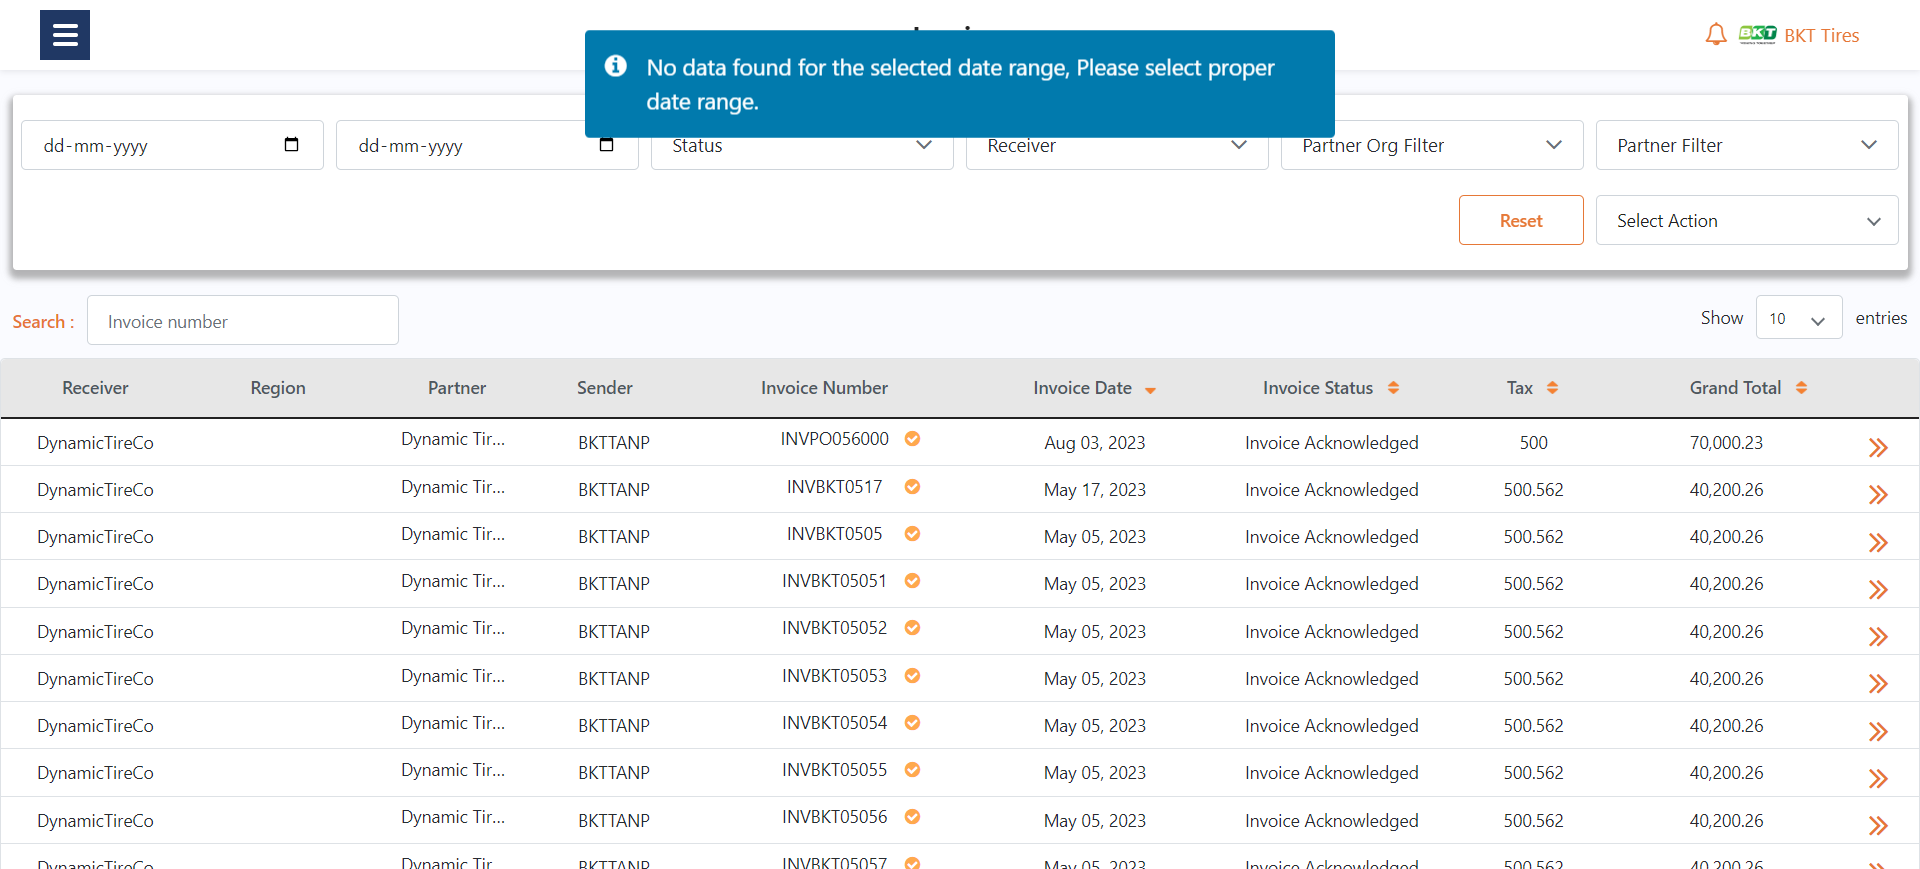 No data found for the selected date range, Please select proper
date range.
BKT BKT Tires
dd-mm-yyyy dd-mm-yyyy Status Receiver Partner Org Filter Partner Filter
Reset Select Action
Search : Invoice number Show 10 entries
Receiver Region Partner Sender Invoice Number Invoice Date Invoice Status Tax Grand Total
DynamicTireCo Dynamic Tir... BKTTANP INVPO056000 Aug 03, 2023 Invoice Acknowledged 500 70,000.23
DynamicTireCo Dynamic Tir... BKTTANP INVBKT0517 May 17, 2023 Invoice Acknowledged 500.562 40,200.26
DynamicTireCo Dynamic Tir... BKTTANP INVBKT0505 May 05, 2023 Invoice Acknowledged 500.562 40,200.26
DynamicTireCo Dynamic Tir... BKTTANP INVBKT05051 May 05, 2023 Invoice Acknowledged 500.562 40,200.26
DynamicTireCo Dynamic Tir... BKTTANP INVBKT05052 May 05, 2023 Invoice Acknowledged 500.562 40,200.26
DynamicTireCo Dynamic Tir... BKTTANP INVBKT05053 May 05, 2023 Invoice Acknowledged 500.562 40,200.26
DynamicTireCo Dynamic Tir... BKTTANP INVBKT05054 May 05, 2023 Invoice Acknowledged 500.562 40,200.26
DynamicTireCo Dynamic Tir... BKTTANP INVBKT05055 May 05, 2023 Invoice Acknowledged 500.562 40,200.26
DynamicTireCo Dynamic Tir... BKTTANP INVBKT05056 May 05, 2023 Invoice Acknowledged 500.562 40,200.26
DynamicTireCo Dynamic Tir BKTTANP INVBKT05057 May 05, 2023 Invoice Acknowledged 500.562 40,200.26